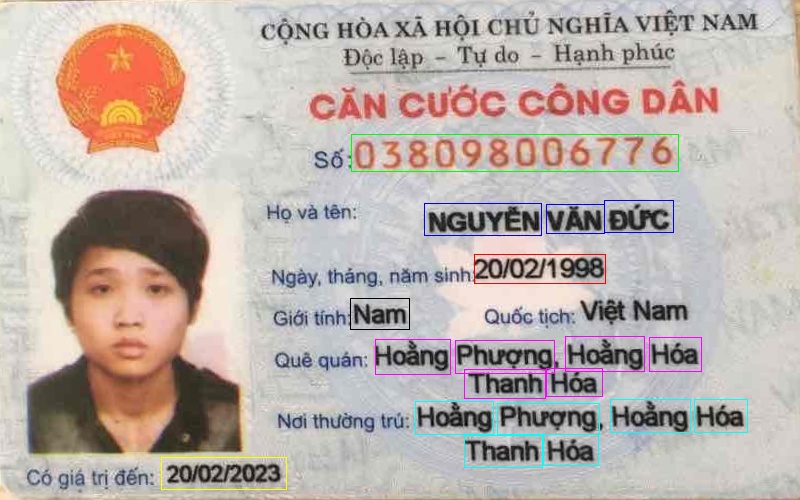 CỘNG HÒA XÃ HỘI CHỦ NGHĨA VIỆT NAM
Độc lập – Tự do – Hạnh phúc
CĂN CƯỚC CÔNG DÂN
Số: 038098006776
Họ và tên: NGUYỄN VĂN ĐỨC
Ngày, tháng, năm sinh: 20/02/1998
Giới tính: Nam Quốc tịch: Việt Nam
Quê quán: Hoằng Phượng, Hoằng Hóa
Thanh Hóa
Nơi thường trú: Hoằng Phượng, Hoằng Hóa
Thanh Hóa
Có giá trị đến: 20/02/2023